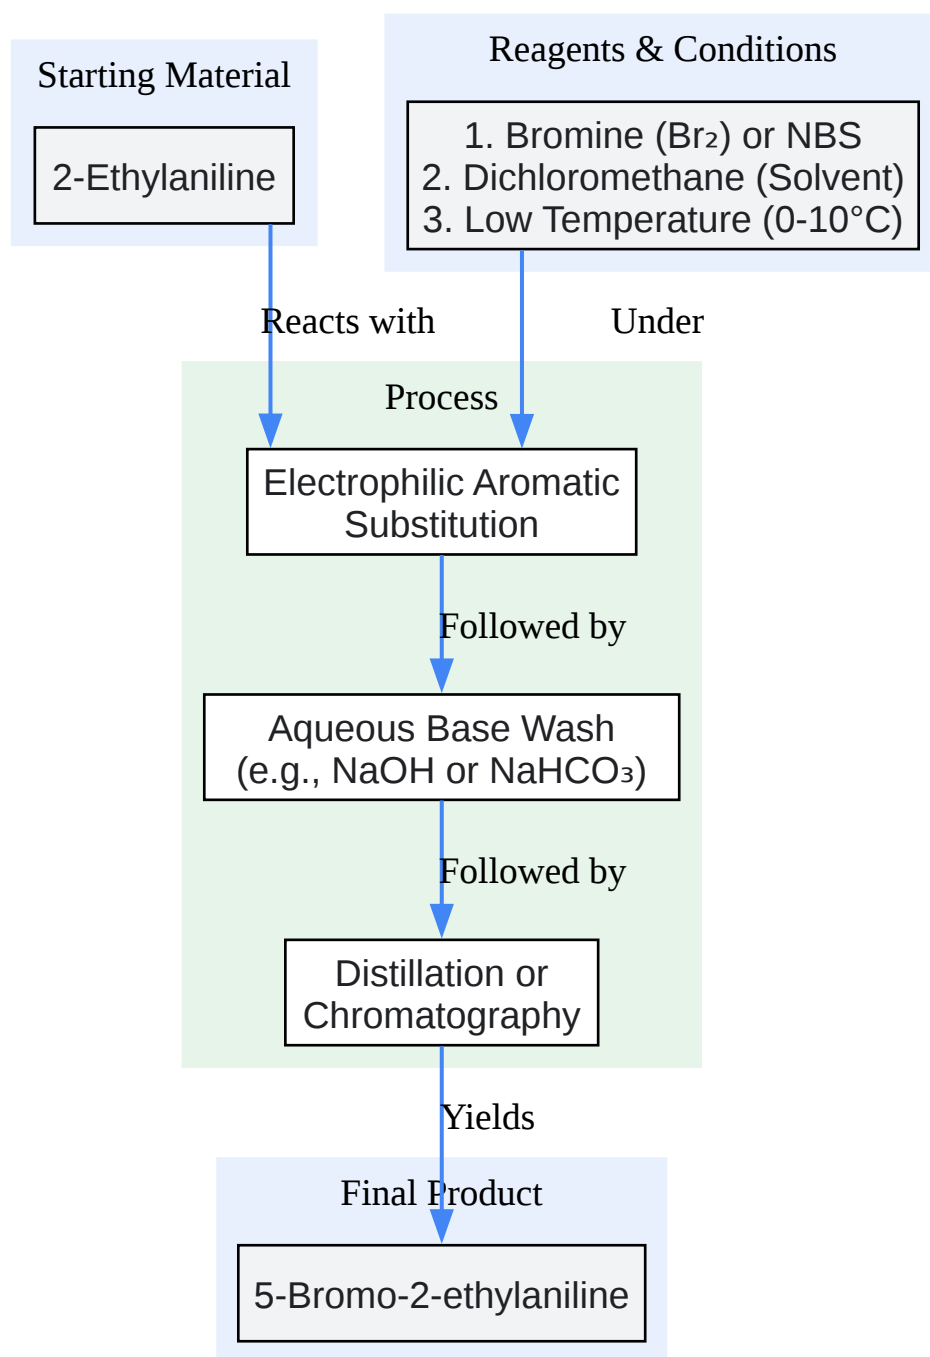 Starting Material
2-Ethylaniline
Reagents & Conditions
1. Bromine (Br₂) or NBS
2. Dichloromethane (Solvent)
3. Low Temperature (0-10°C)
Reacts with
Under
Process
Electrophilic Aromatic
Substitution
Followed by
Aqueous Base Wash
(e.g., NaOH or NaHCO₃)
Followed by
Distillation or
Chromatography
Yields
Final Product
5-Bromo-2-ethylaniline